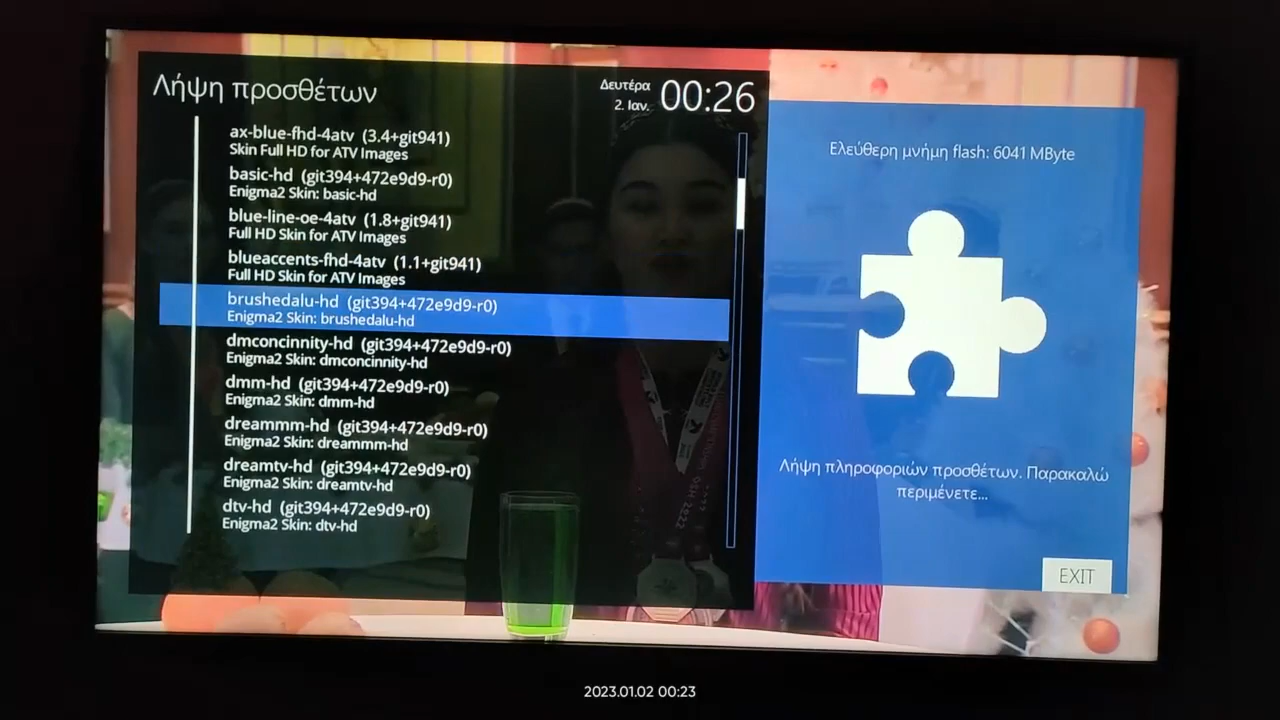 Λήψη προσθέτων
Δευτέρα
2. Ιαν.
00:26
ax-blue-fhd-4atv (3.4+git941)
Skin Full HD for ATV Images
basic-hd (git394+472e9d9-r0)
Enigma2 Skin: basic-hd
blue-line-oe-4atv (1.8+git941)
Full HD Skin for ATV Images
blueaccents-fhd-4atv (1.1+git941)
Full HD Skin for ATV Images
brushedalu-hd (git394+472e9d9-r0)
Enigma2 Skin: brushedalu-hd
dmconcinnity-hd (git394+472e9d9-r0)
Enigma2 Skin: dmconcinnity-hd
dmm-hd (git394+472e9d9-r0)
Enigma2 Skin: dmm-hd
dreammm-hd (git394+472e9d9-r0)
Enigma2 Skin: dreammm-hd
dreamtv-hd (git394+472e9d9-r0)
Enigma2 Skin: dreamtv-hd
dtv-hd (git394+472e9d9-r0)
Enigma2 Skin: dtv-hd
Ελεύθερη μνήμη flash: 6041 MByte
Λήψη πληροφοριών προσθέτων. Παρακαλώ
περιμένετε...
EXIT
2023.01.02 00:23